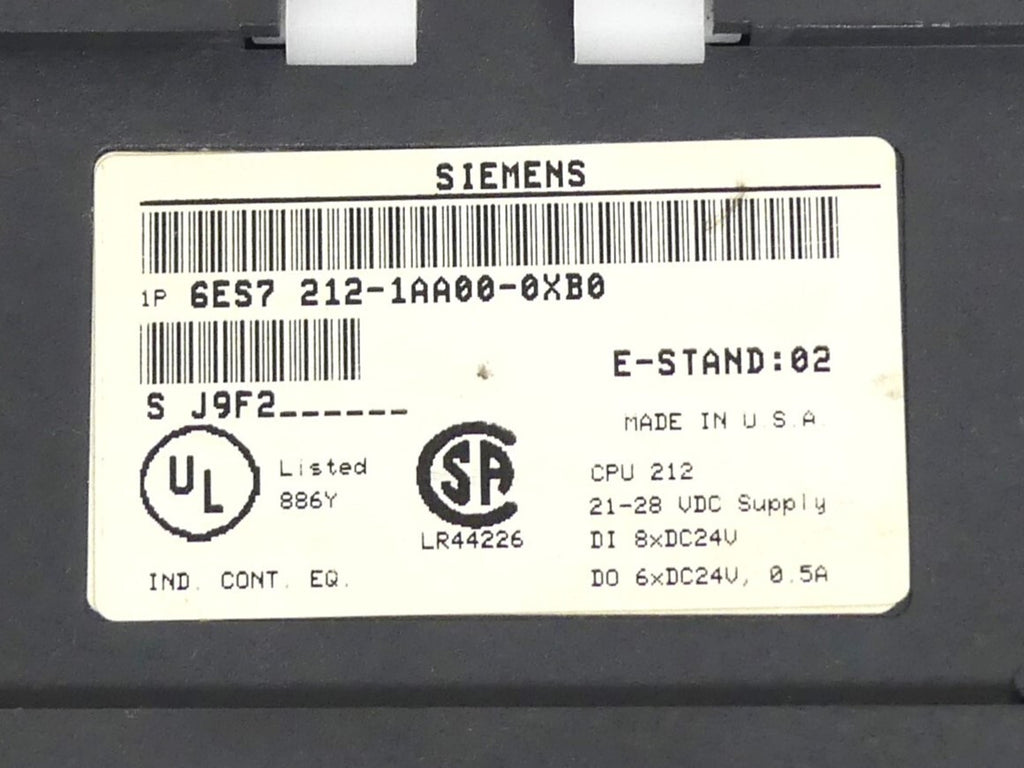 SIEMENS
1P 6ES7 212-1AA00-0XB0
E-STAND:02
S J9F2______
MADE IN U.S.A.
UL Listed 886Y
SA
LR44226
CPU 212
21-28 VDC Supply
DI 8xDC24V
DO 6xDC24V, 0.5A
IND. CONT. EQ.